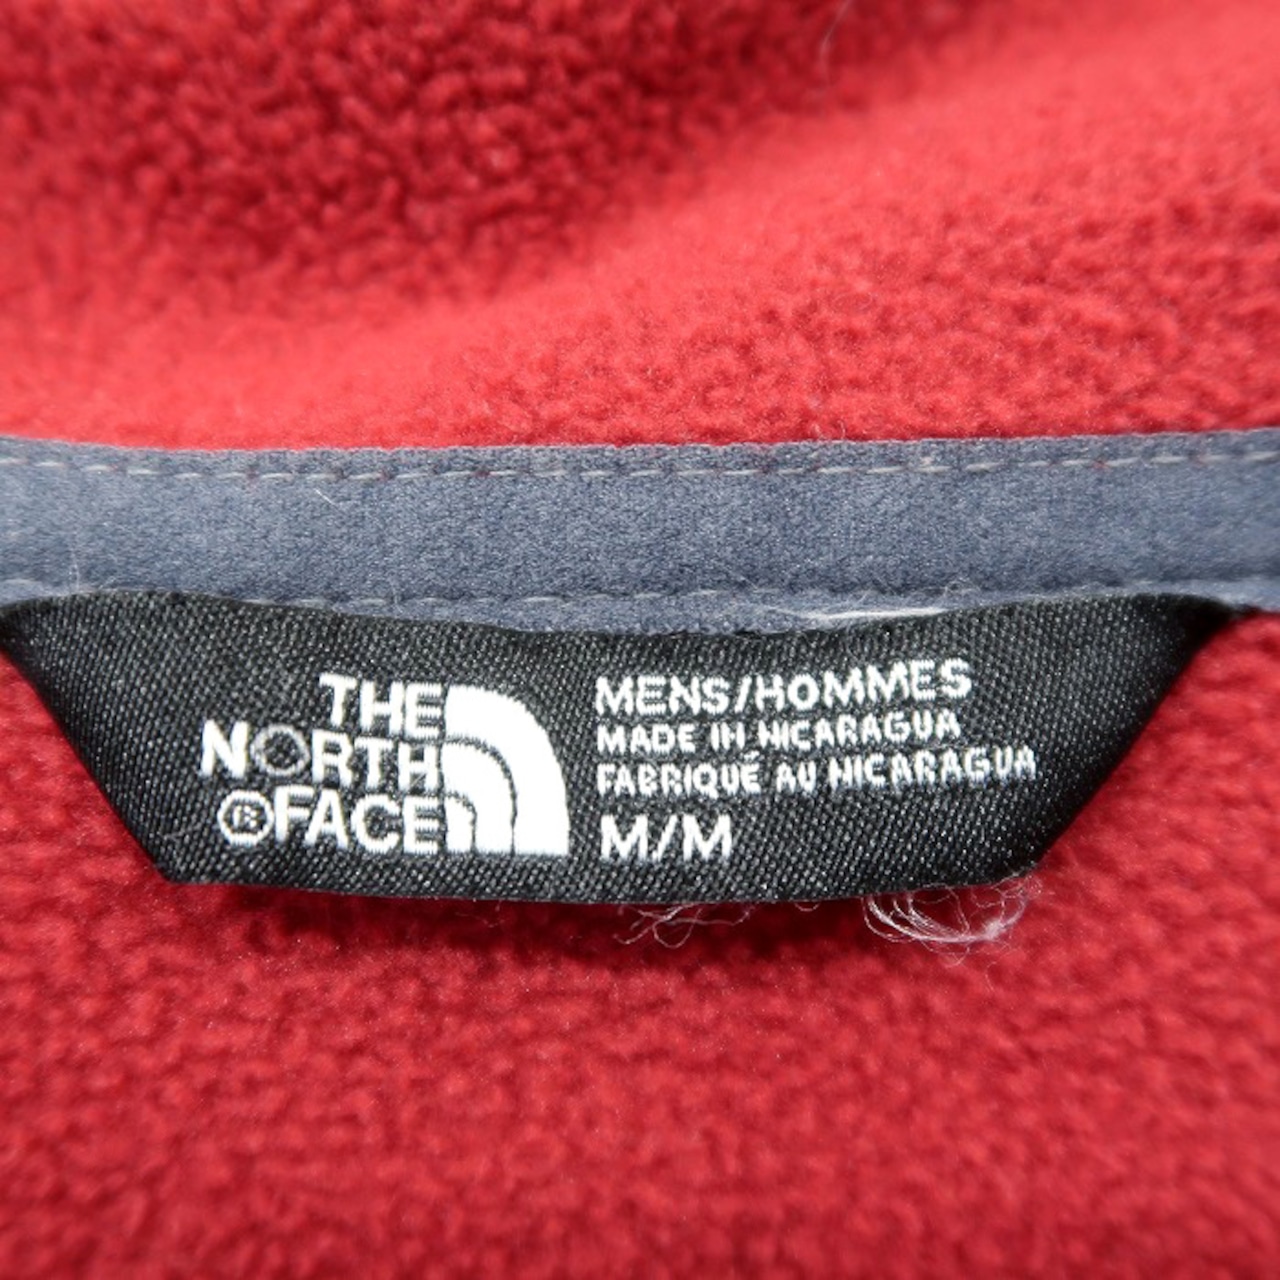 THE
NORTH
®FACE
MENS/HOMMES
MADE IN NICARAGUA
FABRIQUÉ AU NICARAGUA
M/M